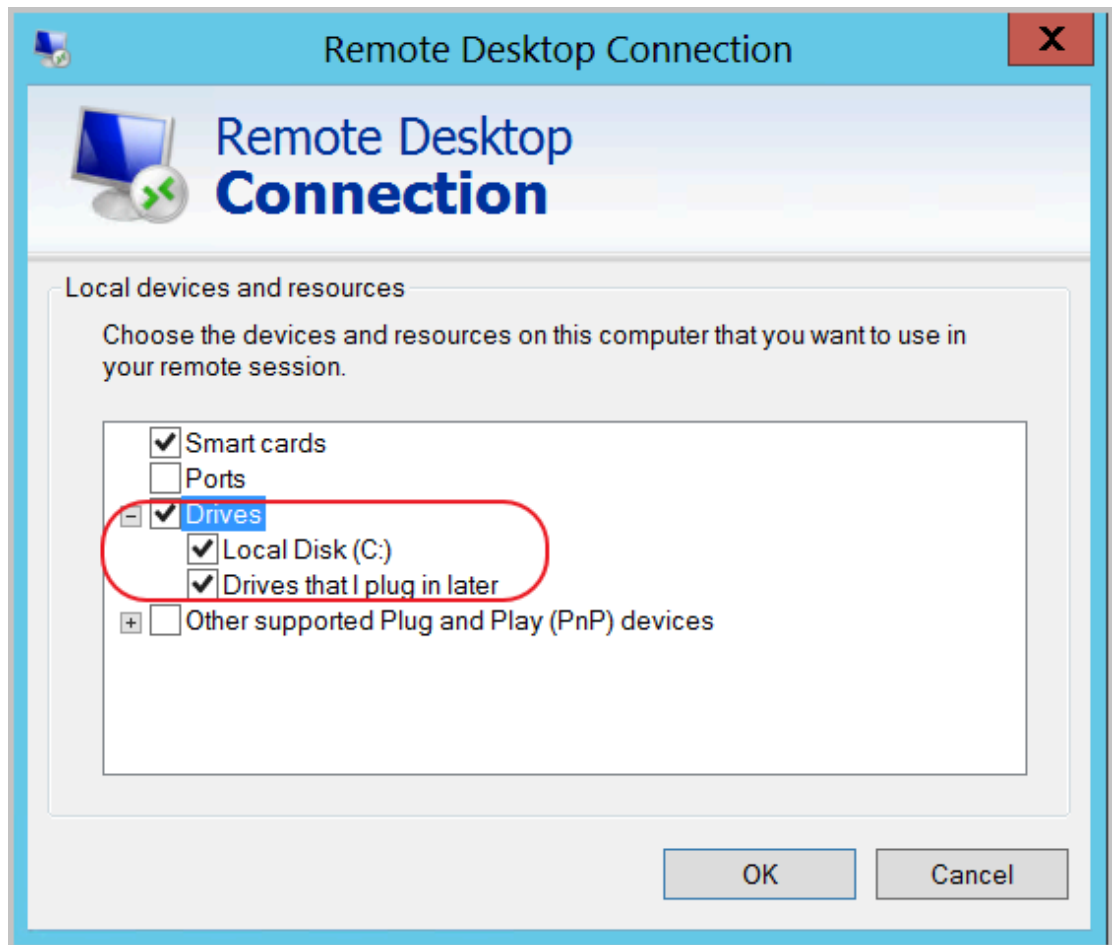 Remote Desktop Connection
X
Remote Desktop
Connection
Local devices and resources
Choose the devices and resources on this computer that you want to use in
your remote session.
Smart cards
Ports
Drives
Local Disk (C:)
Drives that I plug in later
Other supported Plug and Play (PnP) devices
OK
Cancel